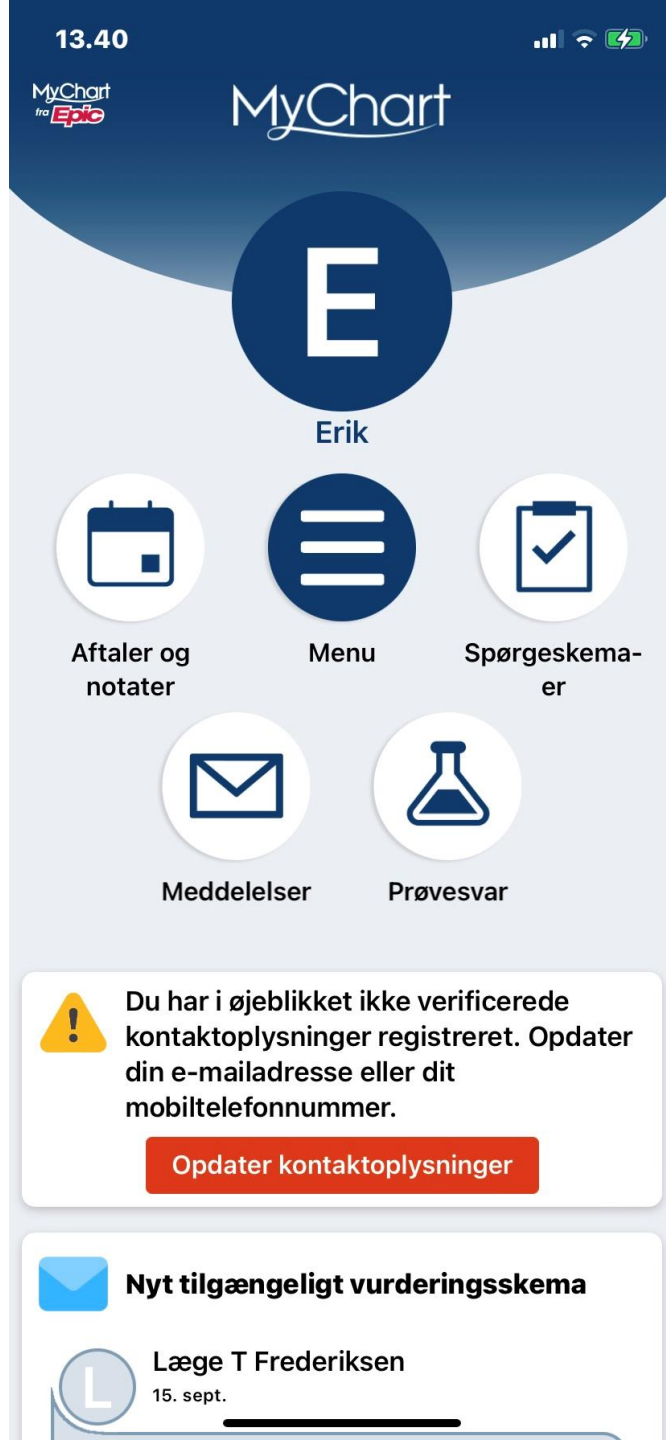 13.40
MyChart
fra Epic
MyChart
E
Erik
Aftaler og
notater
Menu
Spørgeskema-
er
Meddelelser
Prøvesvar
Du har i øjeblikket ikke verificerede
kontaktoplysninger registreret. Opdater
din e-mailadresse eller dit
mobiltelefonnummer.
Opdater kontaktoplysninger
Nyt tilgængeligt vurderingsskema
L
Læge T Frederiksen
15. sept.